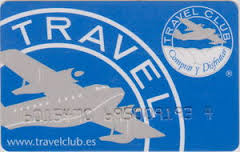 TRAVEL CLUB
Comprar y Disfrutar
TRAVEL
®
www.travelclub.es